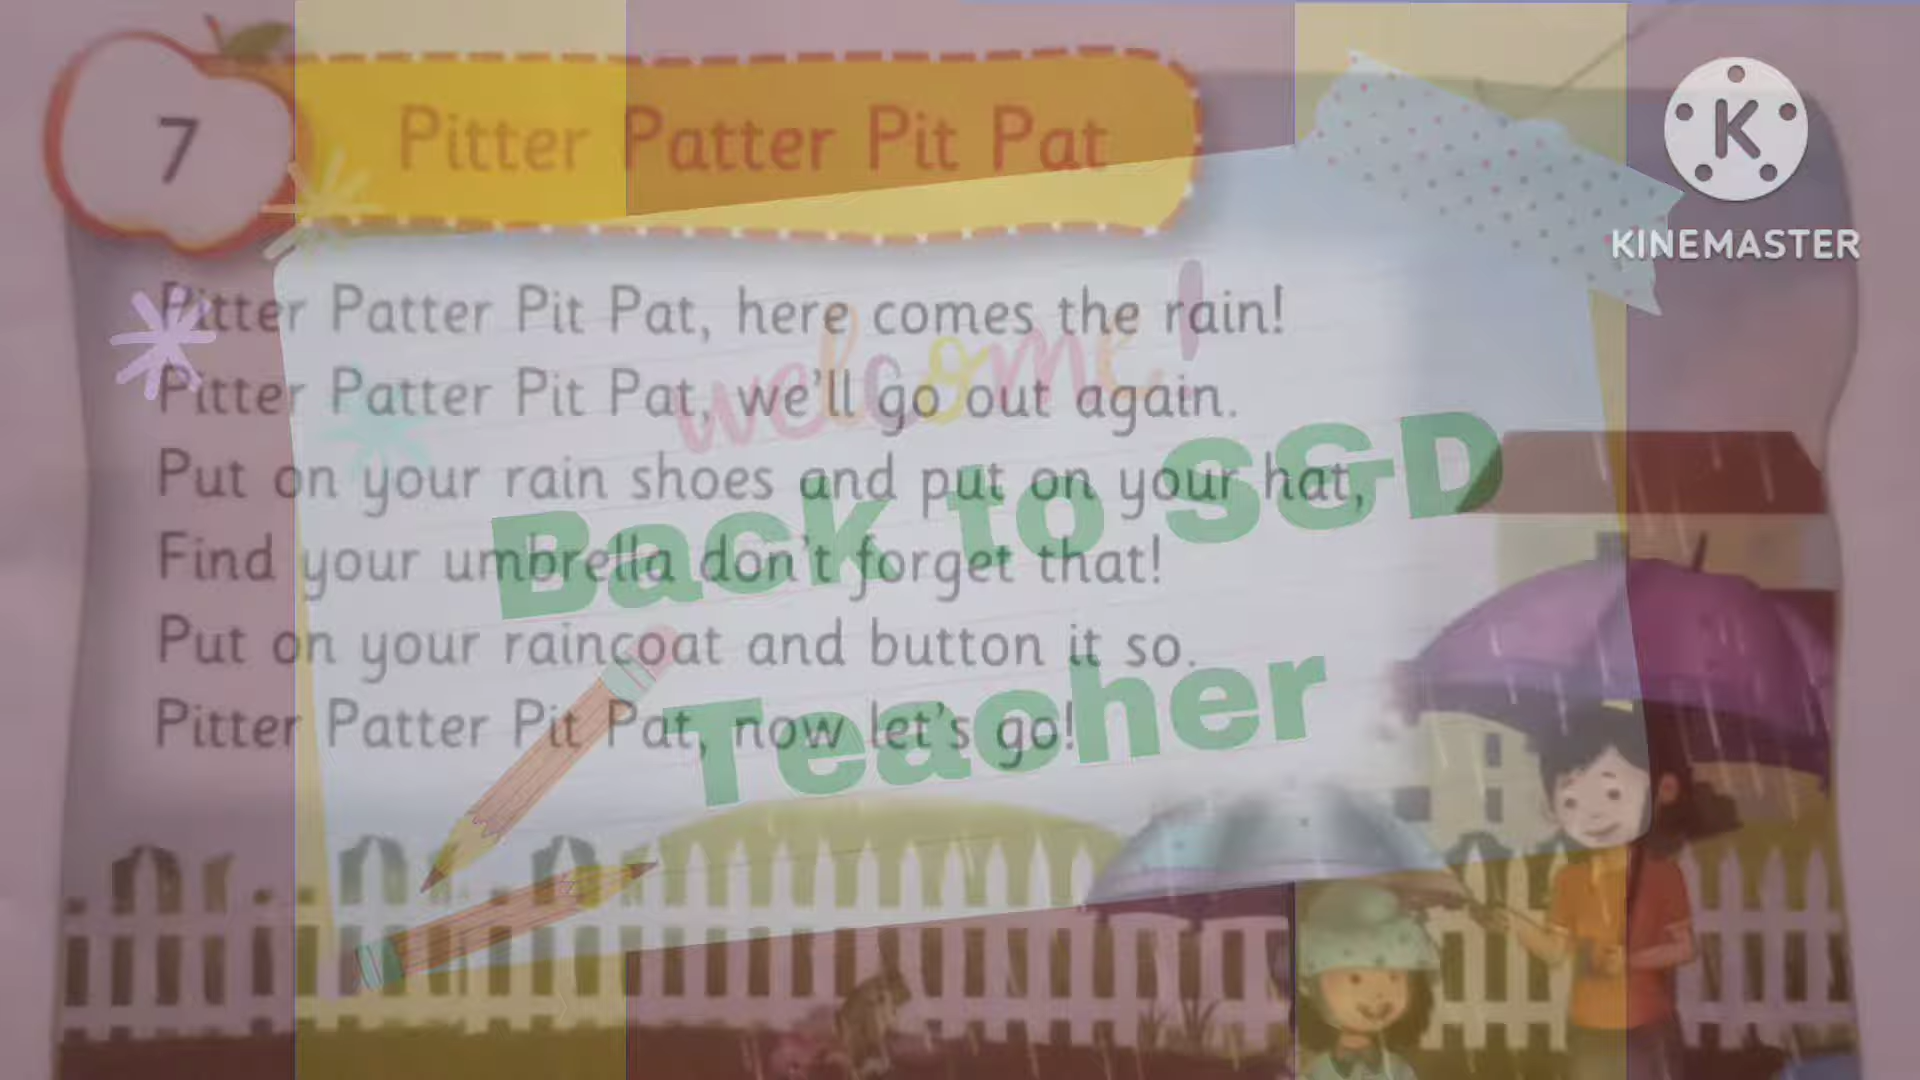 7
Pitter Patter Pit Pat
K
KINEMASTER
Pitter Patter Pit Pat, here comes the rain!
Pitter Patter Pit Pat, we'll go out again.
Put on your rain shoes and put on your hat,
Find your umbrella don't forget that!
Put on your raincoat and button it so.
Pitter Patter Pit Pat, now let's go!
welcome!
Back to S&D
Teacher